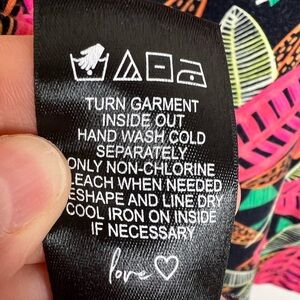 TURN GARMENT
INSIDE OUT
HAND WASH COLD
SEPARATELY
ONLY NON-CHLORINE
LEACH WHEN NEEDED
ESHAPE AND LINE DRY
COOL IRON ON INSIDE
IF NECESSARY
love